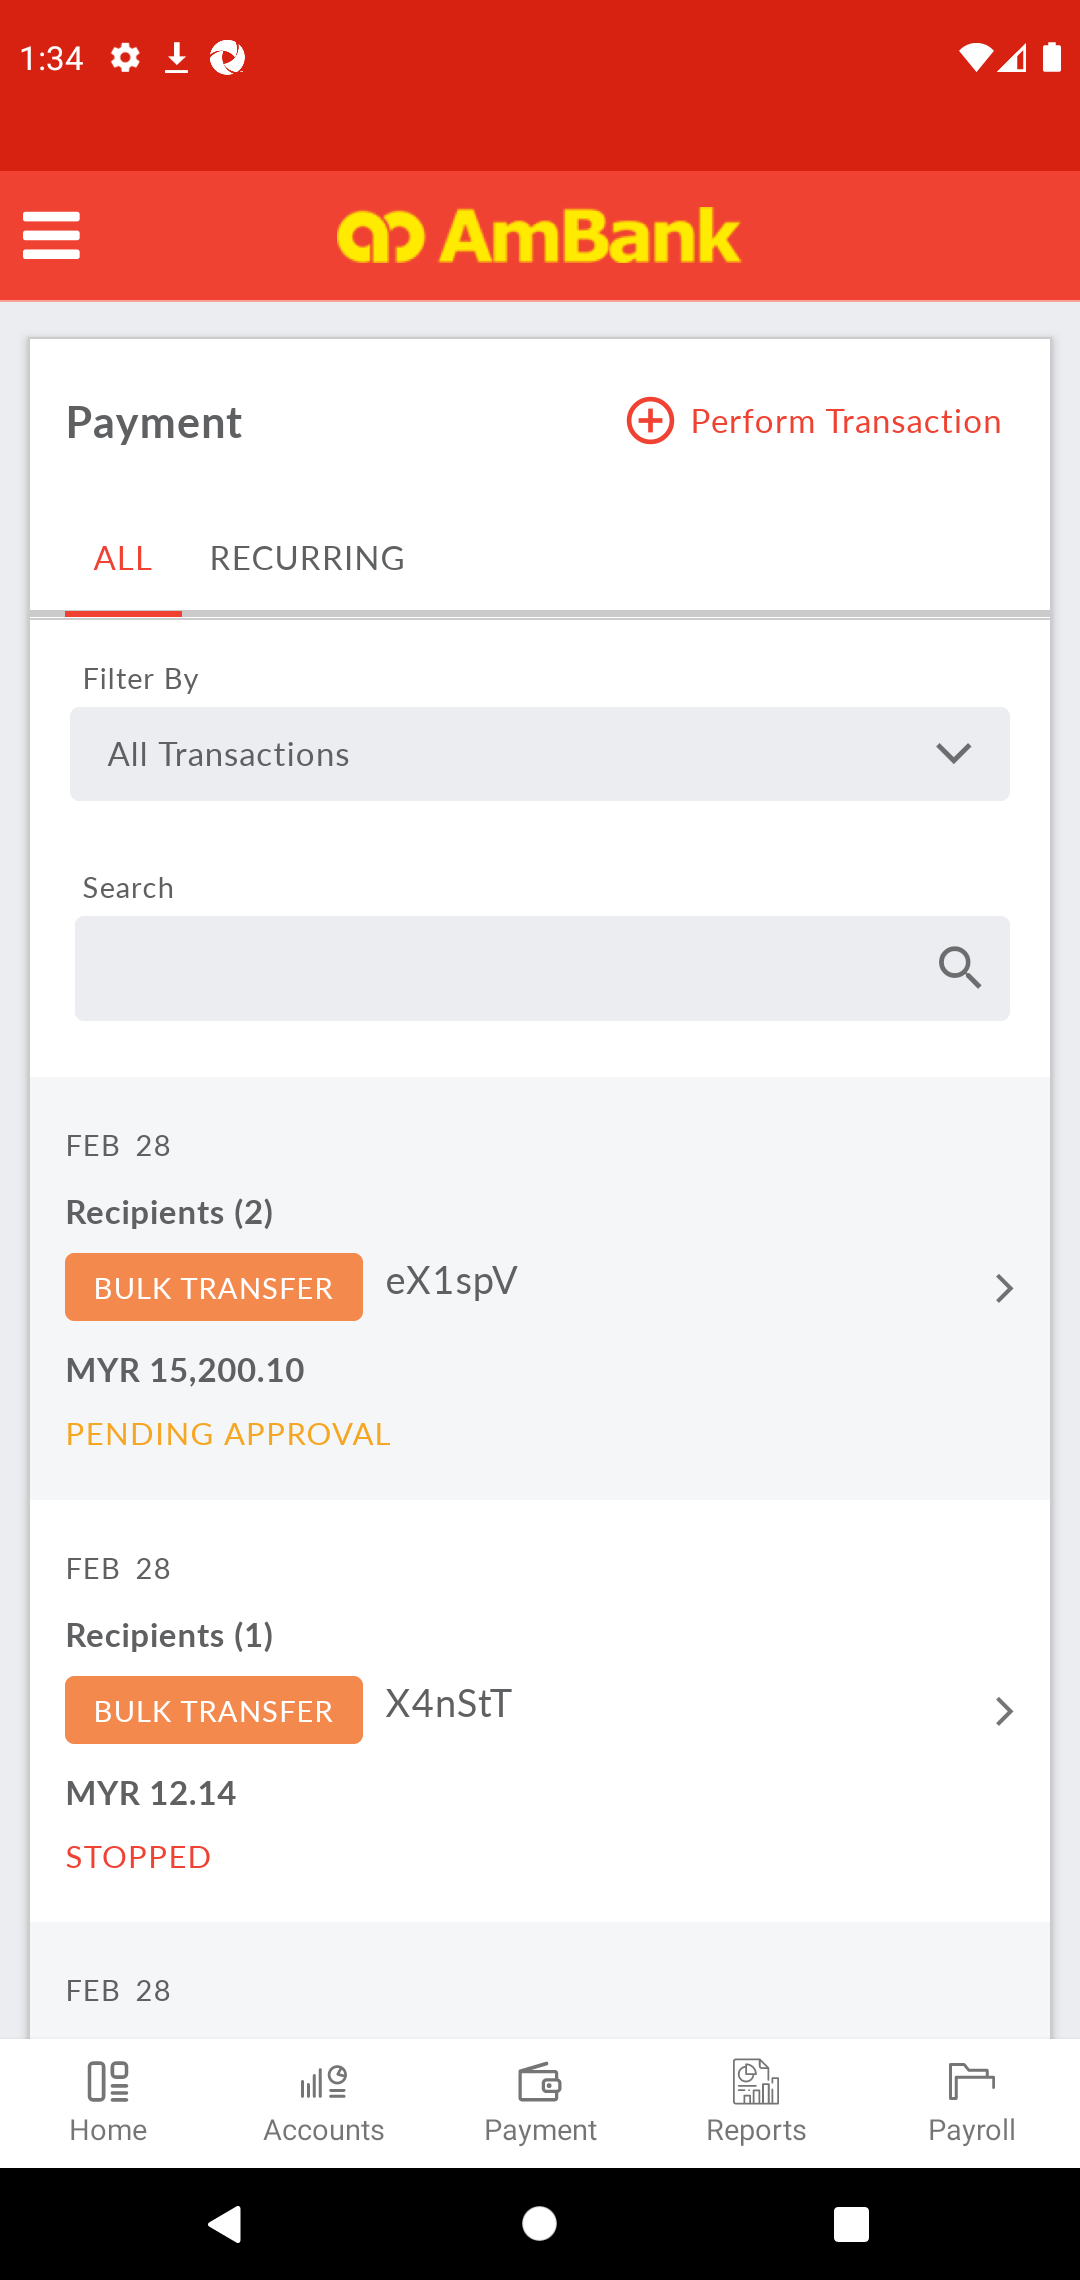 1:34
AmBank
Payment
Perform Transaction
ALL RECURRING
Filter By
All Transactions
Search
FEB 28
Recipients (2)
BULK TRANSFER eX1spV
MYR 15,200.10
PENDING APPROVAL
FEB 28
Recipients (1)
BULK TRANSFER X4nStT
MYR 12.14
STOPPED
FEB 28
Home Accounts Payment Reports Payroll